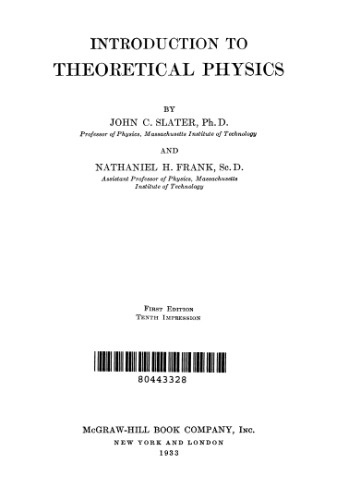 INTRODUCTION TO
THEORETICAL PHYSICS
BY
JOHN C. SLATER, Ph.D.
Professor of Physics, Massachusetts Institute of Technology
AND
NATHANIEL H. FRANK, Sc.D.
Assistant Professor of Physics, Massachusetts
Institute of Technology
First Edition
Tenth Impression
80443328
McGRAW-HILL BOOK COMPANY, Inc.
NEW YORK AND LONDON
1933